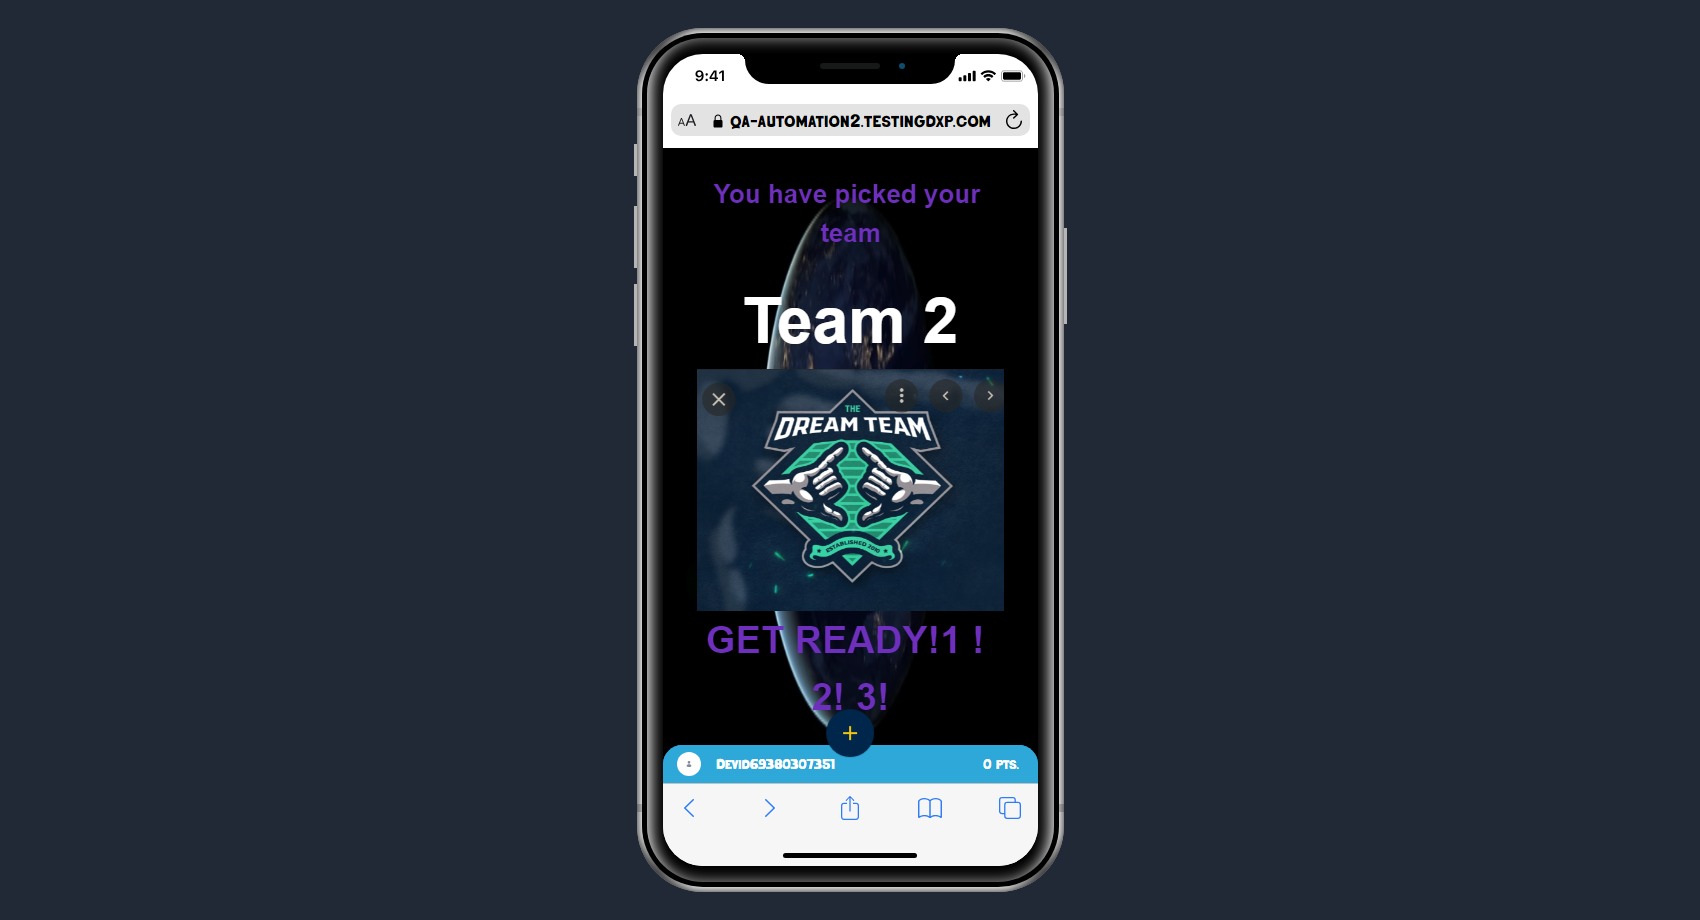 9:41
AA QA-AUTOMATION2.TESTINGDXP.COM
You have picked your
team
Team 2
THE
DREAM TEAM
ESTABLISHED 2010
GET READY!1 !
2! 3!
+
Devid69380307351 0 PTS.